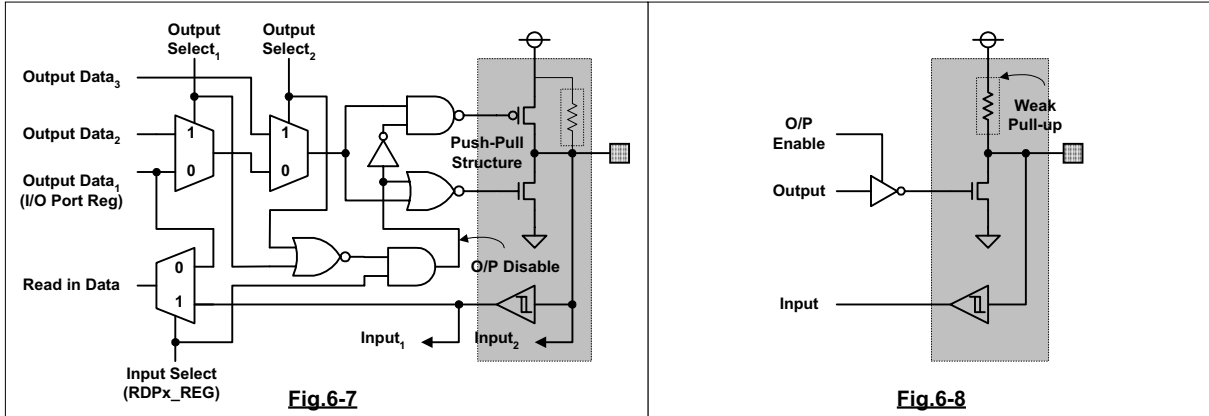 Output
Select1
Output
Select2
Output Data3
Output Data2
Output Data1
(I/O Port Reg)
1
0
1
0
Push-Pull
Structure
O/P Disable
Read in Data
0
1
Input1
Input2
Input Select
(RDPx_REG)
Fig.6-7
Weak
Pull-up
O/P
Enable
Output
Input
Fig.6-8